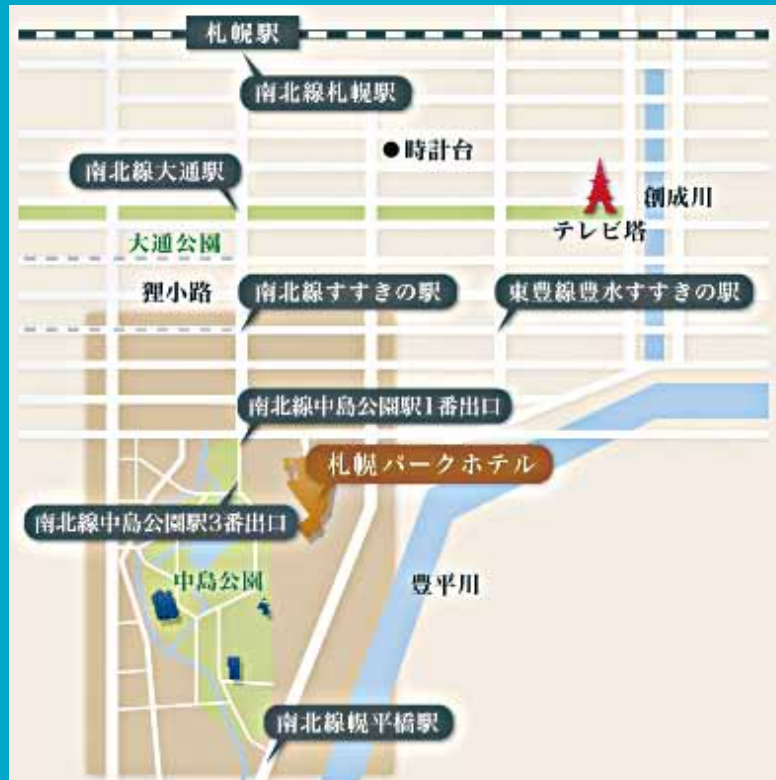 札幌駅
南北線札幌駅
時計台
南北線大通駅
創成川
テレビ塔
大通公園
狸小路
南北線すすきの駅
東豊線豊水すすきの駅
南北線中島公園駅1番出口
札幌パークホテル
南北線中島公園駅3番出口
中島公園
豊平川
南北線幌平橋駅